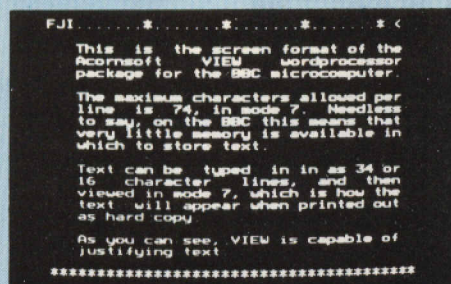 FJI.......*.......*.......*.......* <
This is the screen format of the
Acornsoft VIEW wordprocessor
package for the BBC microcomputer.
The maximum characters allowed per
line is 74, in mode 7. Needless
to say, on the BBC this means that
very little memory is available in
which to store text.
Text can be typed in in as 34 or
16 character lines, and then
viewed in mode 7, which is how the
text will appear when printed out
as hard copy
As you can see, VIEW is capable of
justifying text
******************************************